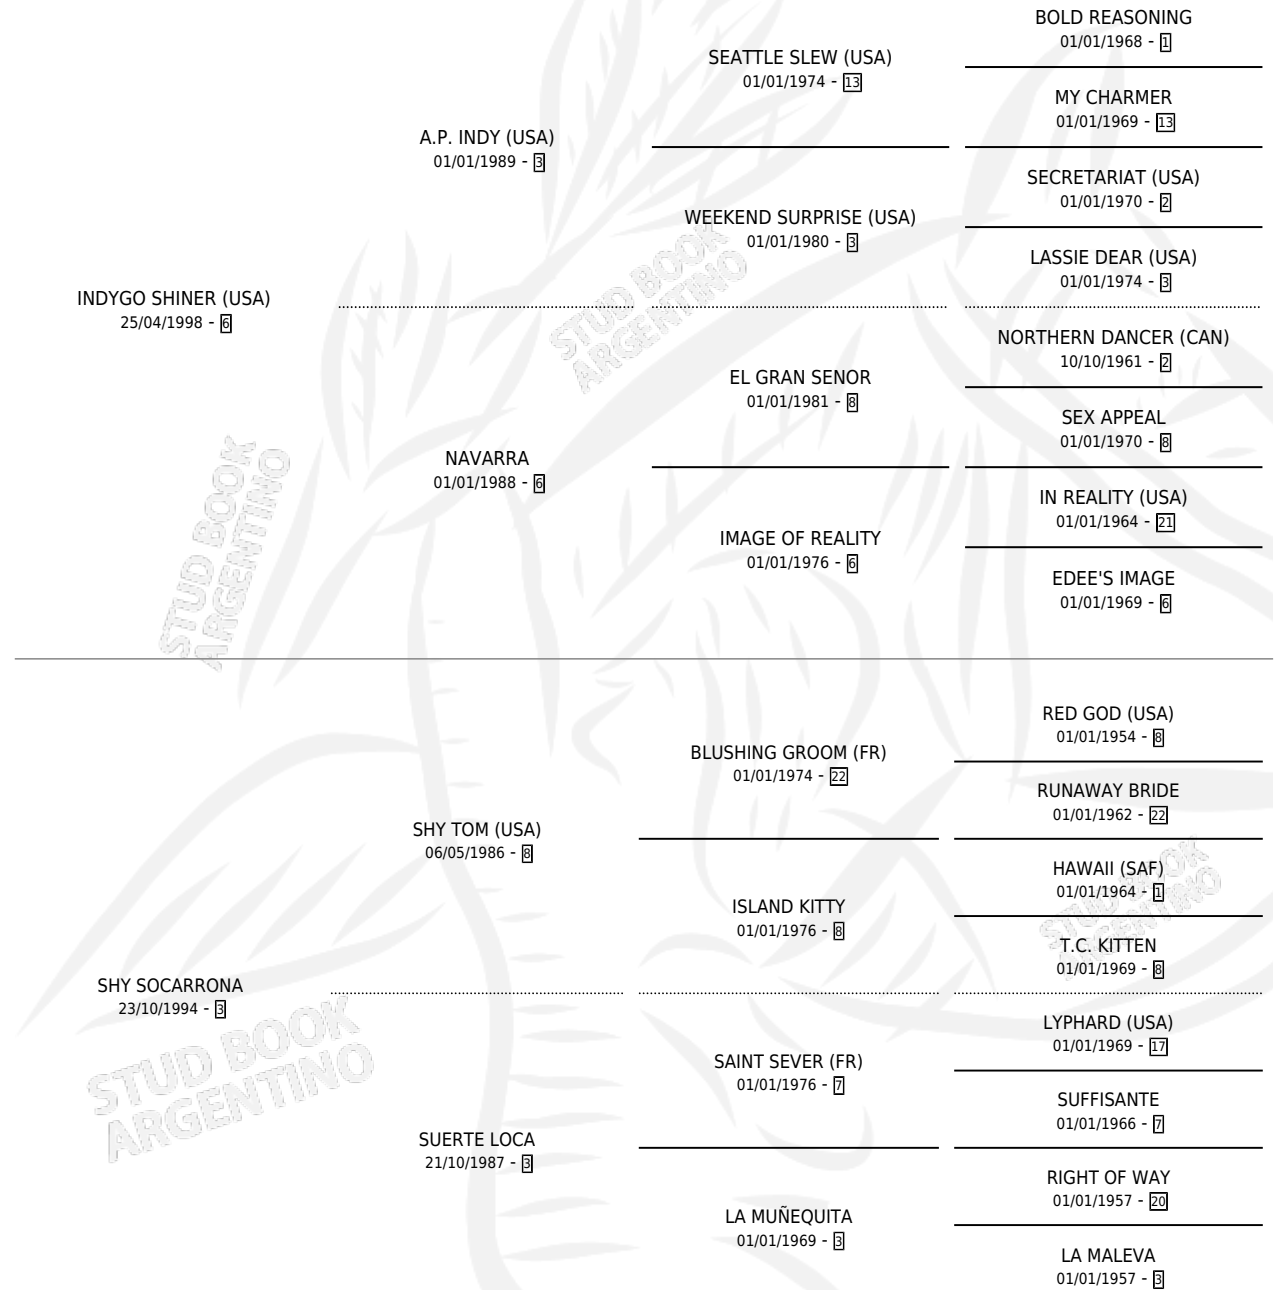 BOLD REASONING
01/01/1968 - 1
SEATTLE SLEW (USA)
01/01/1974 - 13
MY CHARMER
01/01/1969 - 13
A.P. INDY (USA)
01/01/1989 - 3
SECRETARIAT (USA)
01/01/1970 - 2
WEEKEND SURPRISE (USA)
01/01/1980 - 3
LASSIE DEAR (USA)
01/01/1974 - 3
INDYGO SHINER (USA)
25/04/1998 - 6
STUD BOOK
ARGENTINO
NORTHERN DANCER (CAN)
10/10/1961 - 2
EL GRAN SENOR
01/01/1981 - 8
SEX APPEAL
01/01/1970 - 8
NAVARRA
01/01/1988 - 6
IN REALITY (USA)
01/01/1964 - 21
IMAGE OF REALITY
01/01/1976 - 6
EDEE'S IMAGE
01/01/1969 - 6
STUD BOOK
ARGENTINO
RED GOD (USA)
01/01/1954 - 8
BLUSHING GROOM (FR)
01/01/1974 - 22
RUNAWAY BRIDE
01/01/1962 - 22
SHY TOM (USA)
06/05/1986 - 8
HAWAII (SAF)
01/01/1964 - 1
ISLAND KITTY
01/01/1976 - 8
T.C. KITTEN
01/01/1969 - 8
STUD BOOK
ARGENTINO
SHY SOCARRONA
23/10/1994 - 3
LYPHARD (USA)
01/01/1969 - 17
SAINT SEVER (FR)
01/01/1976 - 7
SUFFISANTE
01/01/1966 - 7
STUD BOOK
ARGENTINO
SUERTE LOCA
21/10/1987 - 3
RIGHT OF WAY
01/01/1957 - 20
LA MUÑEQUITA
01/01/1969 - 3
LA MALEVA
01/01/1957 - 3